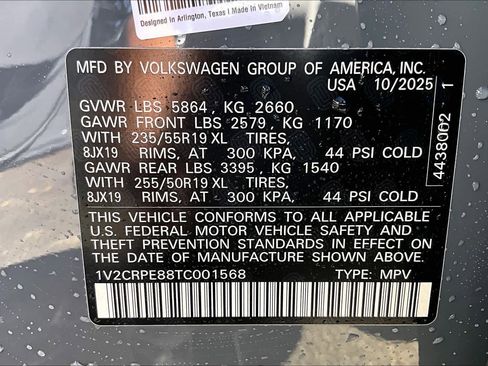 Designed in Arlington, Texas | Made in Vietnam
MFD BY VOLKSWAGEN GROUP OF AMERICA, INC.
USA 10/2025
GVWR LBS 5864, KG 2660
GAWR FRONT LBS 2579, KG 1170
WITH 235/55R19 XL TIRES,
8JX19 RIMS, AT 300 KPA, 44 PSI COLD
GAWR REAR LBS 3395, KG 1540
WITH 255/50R19 XL TIRES,
8JX19 RIMS, AT 300 KPA, 44 PSI COLD
THIS VEHICLE CONFORMS TO ALL APPLICABLE
U.S. FEDERAL MOTOR VEHICLE SAFETY AND
THEFT PREVENTION STANDARDS IN EFFECT ON
THE DATE OF MANUFACTURE SHOWN ABOVE.
1V2CRPE88TC001568 TYPE: MPV
4438002 1